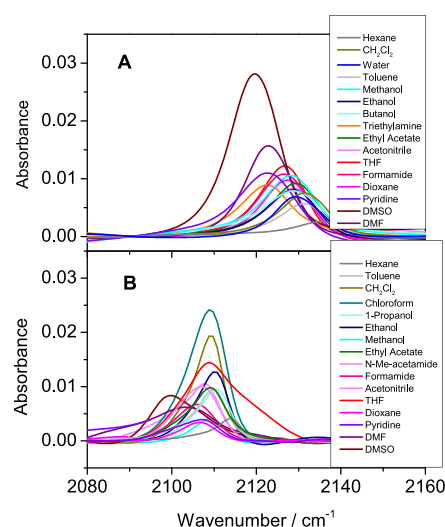 A
Absorbance
0.03
0.02
0.01
0.00
Hexane
CH2Cl2
Water
Toluene
Methanol
Ethanol
Butanol
Triethylamine
Ethyl Acetate
Acetonitrile
THF
Formamide
Dioxane
Pyridine
DMSO
DMF
2120
2140
2160
B
Absorbance
0.03
0.02
0.01
0.00
Hexane
Toluene
CH2Cl2
Chloroform
1-Propanol
Ethanol
Methanol
Ethyl Acetate
N-Me-acetamide
Formamide
Acetonitrile
THF
Dioxane
Pyridine
DMF
DMSO
2080
2100
2120
2140
2160
Wavenumber / cm-1